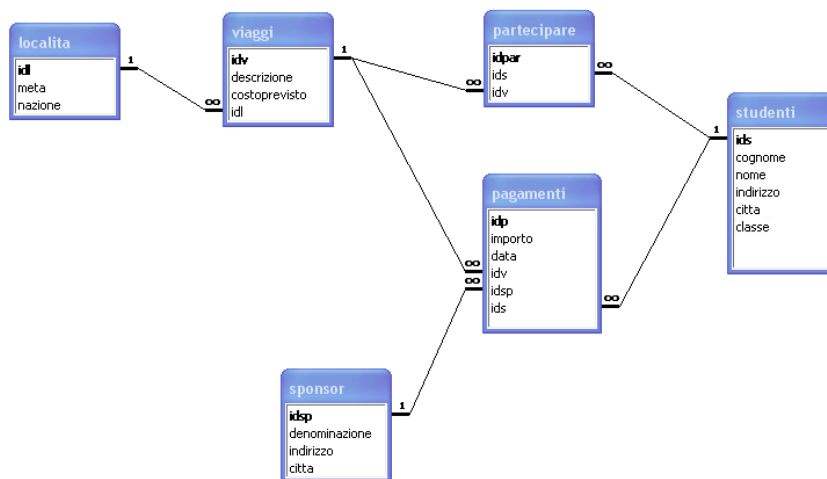 localita
idl
meta
nazione
1
∞
viaggi
idv
descrizione
costoprevisto
idl
1
∞
partecipare
idpar
ids
idv
∞
1
studenti
ids
cognome
nome
indirizzo
citta
classe
pagamenti
idp
importo
data
idv
idsp
ids
∞
∞
∞
sponsor
idsp
denominazione
indirizzo
citta
1